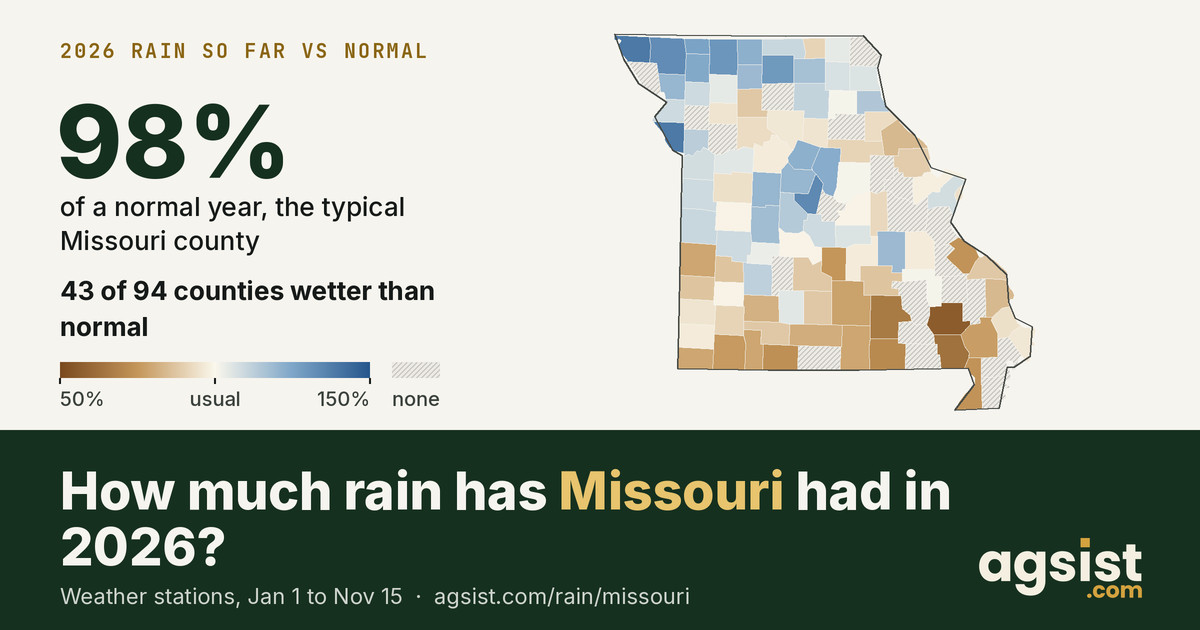 2026 RAIN SO FAR VS NORMAL
98%
of a normal year, the typical
Missouri county
43 of 94 counties wetter than
normal
50% usual 150% none
How much rain has Missouri had in
2026?
Weather stations, Jan 1 to Nov 15 · agsist.com/rain/missouri
agsist
.com